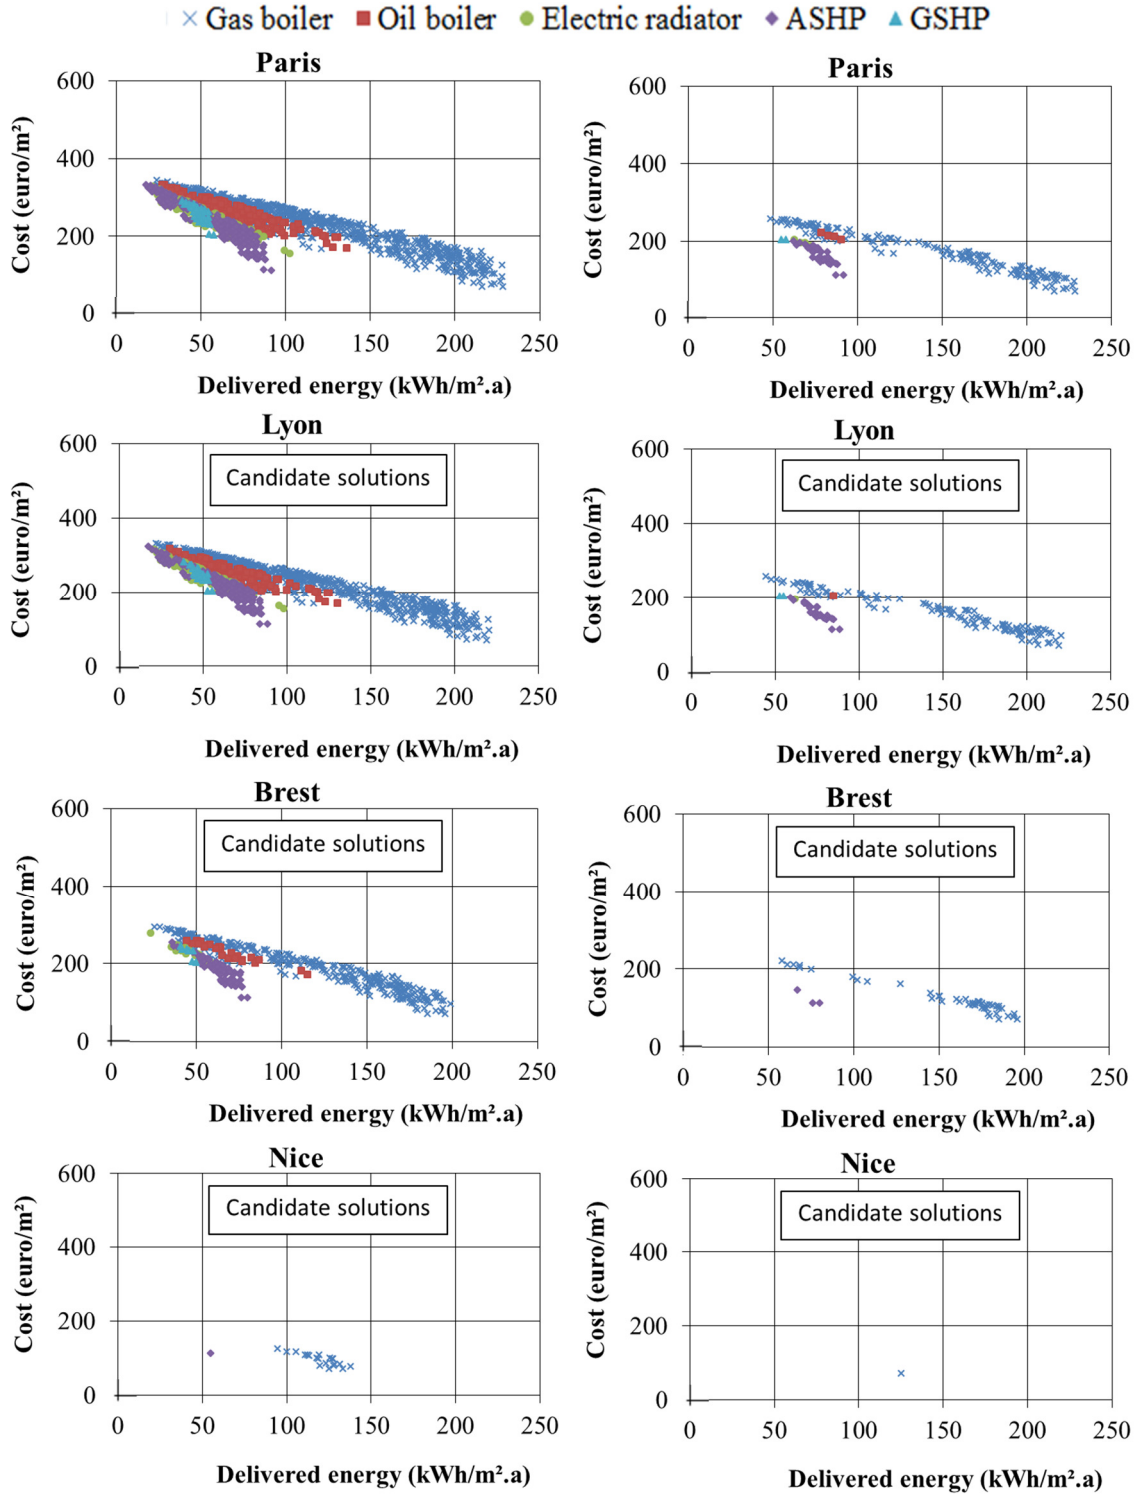 Gas boiler Oil boiler Electric radiator ASHP GSHP
Paris
Cost (euro/m²)
600
400
200
0
0 50 100 150 200 250
Delivered energy (kWh/m².a)
Paris
Cost (euro/m²)
600
400
200
0
0 50 100 150 200 250
Delivered energy (kWh/m².a)
Lyon
Candidate solutions
Cost (euro/m²)
600
400
200
0
0 50 100 150 200 250
Delivered energy (kWh/m².a)
Lyon
Candidate solutions
Cost (euro/m²)
600
400
200
0
0 50 100 150 200 250
Delivered energy (kWh/m².a)
Brest
Candidate solutions
Cost (euro/m²)
600
400
200
0
0 50 100 150 200 250
Delivered energy (kWh/m².a)
Brest
Candidate solutions
Cost (euro/m²)
600
400
200
0
0 50 100 150 200 250
Delivered energy (kWh/m².a)
Nice
Candidate solutions
Cost (euro/m²)
600
400
200
0
0 50 100 150 200 250
Delivered energy (kWh/m².a)
Nice
Candidate solutions
Cost (euro/m²)
600
400
200
0
0 50 100 150 200 250
Delivered energy (kWh/m².a)